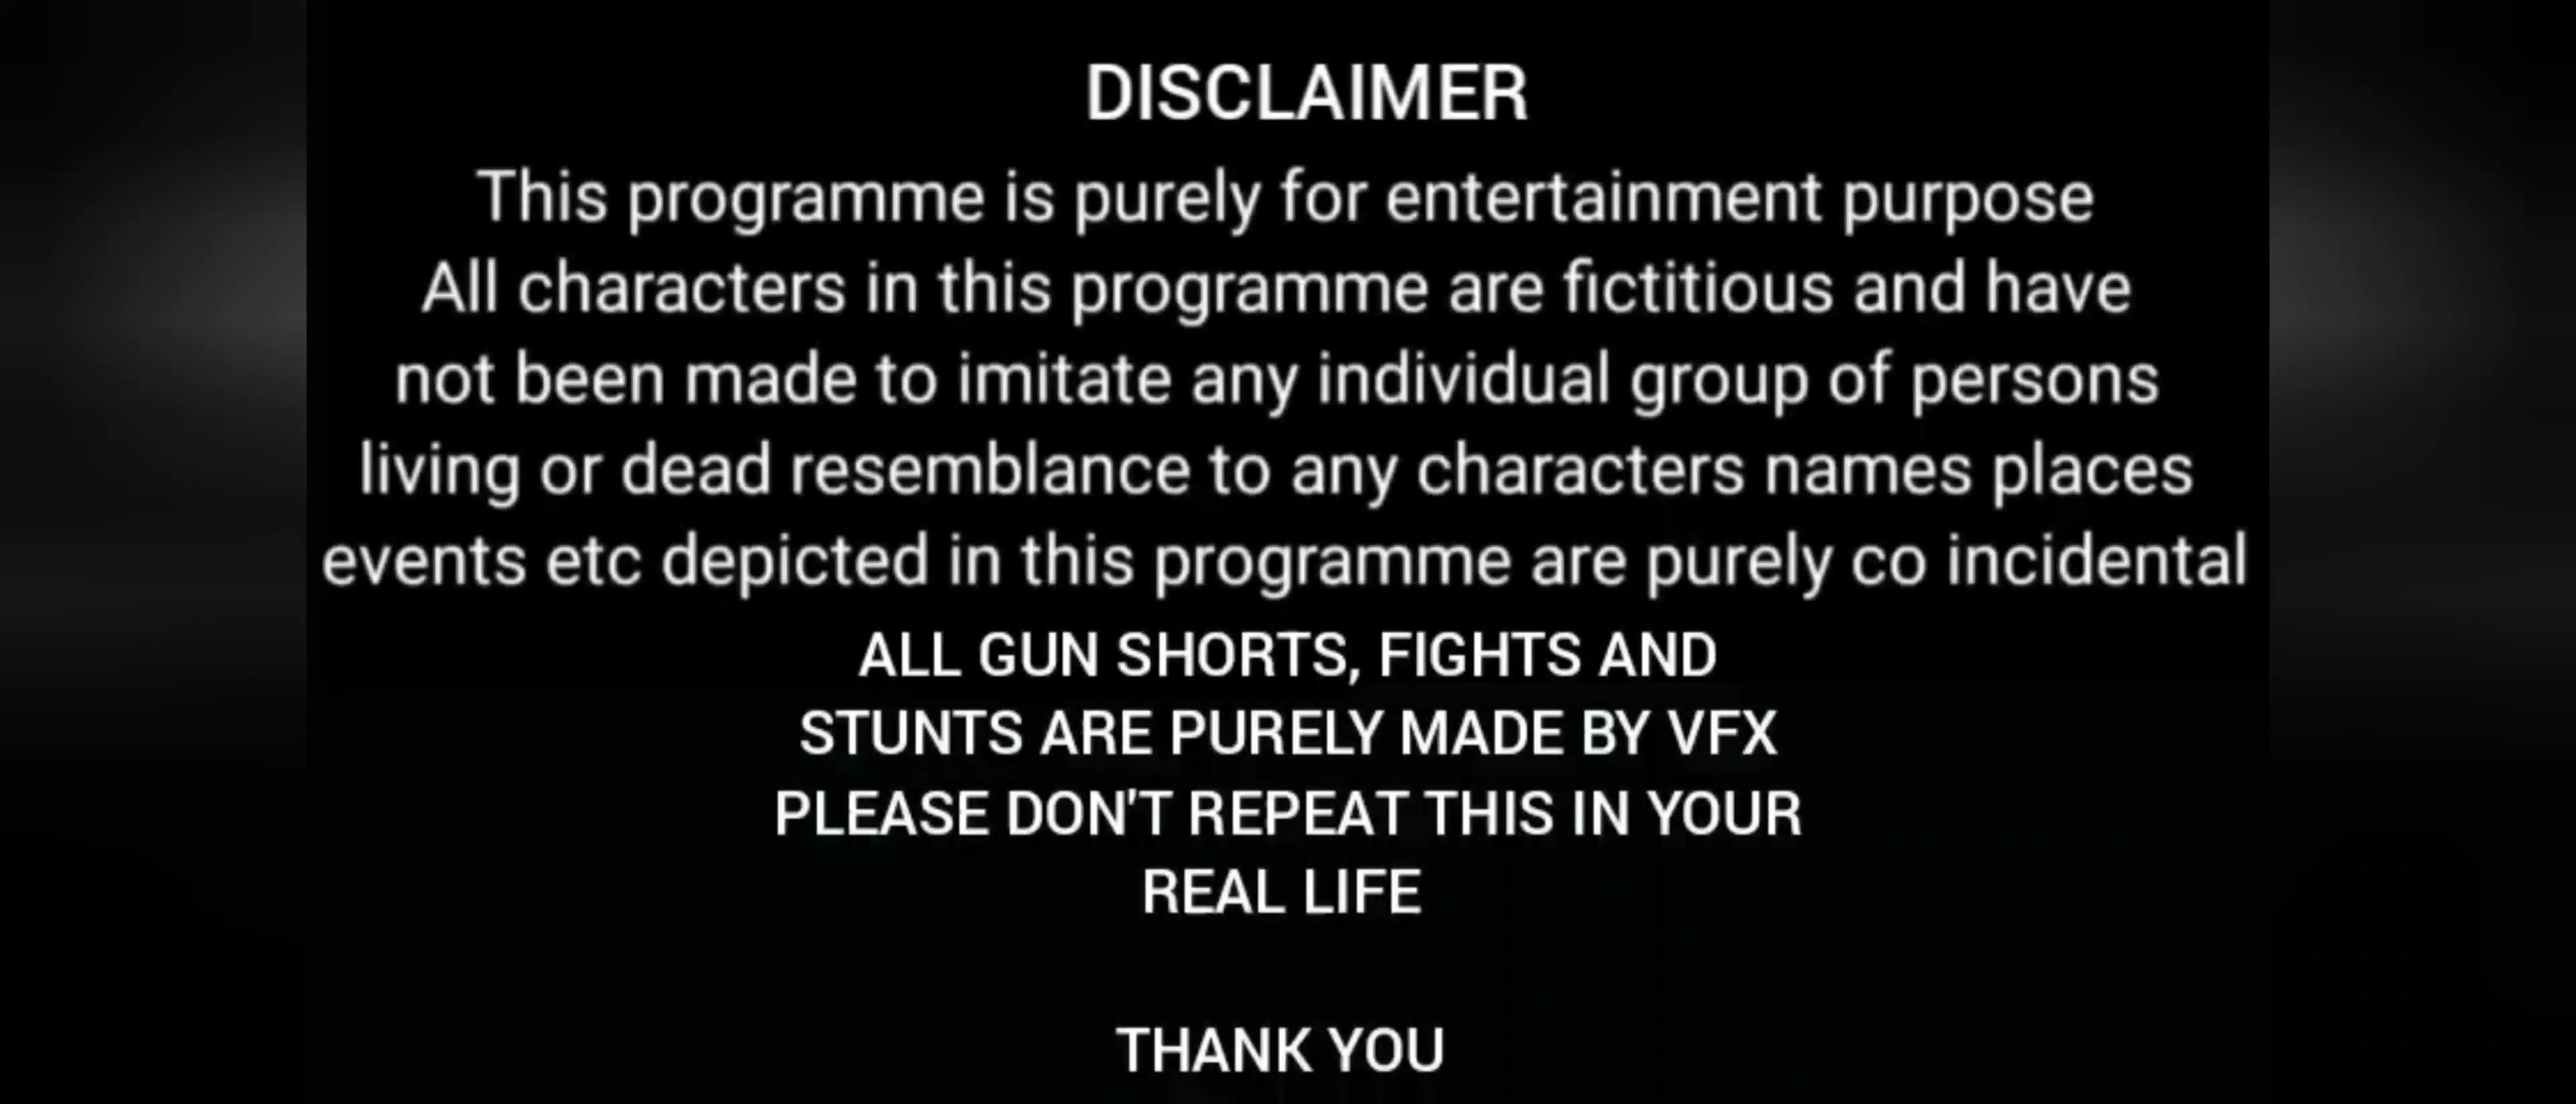 DISCLAIMER
This programme is purely for entertainment purpose
All characters in this programme are fictitious and have
not been made to imitate any individual group of persons
living or dead resemblance to any characters names places
events etc depicted in this programme are purely co incidental
ALL GUN SHORTS, FIGHTS AND
STUNTS ARE PURELY MADE BY VFX
PLEASE DON'T REPEAT THIS IN YOUR
REAL LIFE
THANK YOU